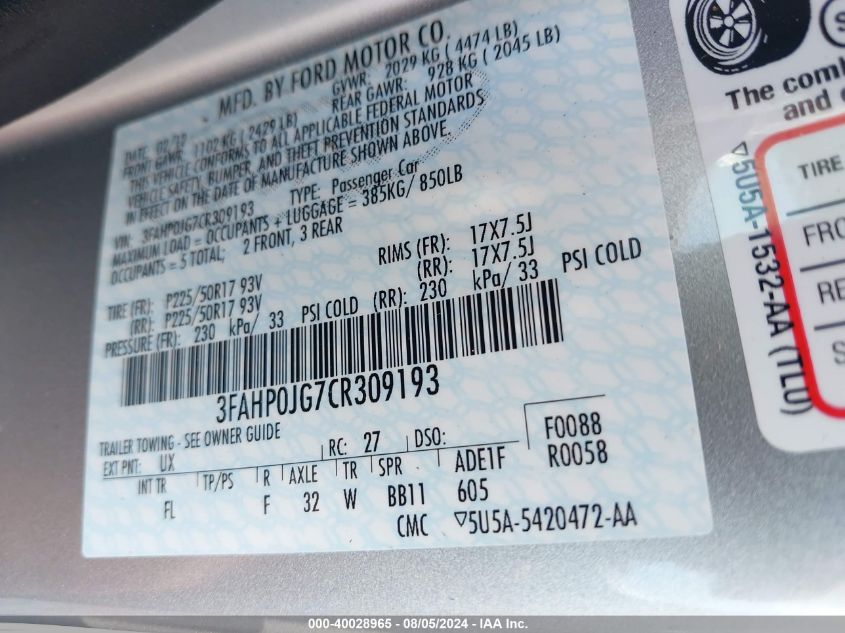 MFD. BY FORD MOTOR CO.
DATE: 02/12 GVWR: 2029 KG ( 4474 LB)
FRONT GAWR: 1102 KG ( 2429 LB) REAR GAWR: 928 KG ( 2045 LB)
THIS VEHICLE CONFORMS TO ALL APPLICABLE FEDERAL MOTOR
VEHICLE SAFETY, BUMPER, AND THEFT PREVENTION STANDARDS
IN EFFECT ON THE DATE OF MANUFACTURE SHOWN ABOVE.
VIN: 3FAHP0JG7CR309193 TYPE: Passenger Car
MAXIMUM LOAD = OCCUPANTS + LUGGAGE = 385KG/ 850LB
OCCUPANTS = 5 TOTAL; 2 FRONT, 3 REAR
TIRE (FR): P225/50R17 93V RIMS (FR): 17X7.5J
(RR): P225/50R17 93V (RR): 17X7.5J
PRESSURE (FR): 230 kPa/ 33 PSI COLD (RR): 230 kPa/ 33 PSI COLD
3FAHP0JG7CR309193
TRAILER TOWING - SEE OWNER GUIDE
EXT PNT: UX RC: 27 DSO: F0088
R0058
INT TR TP/PS R AXLE TR SPR ADE1F
FL F 32 W BB11 605
CMC ▽5U5A-5420472-AA
The comb
and c
▽5U5A-1532-AA (TLU)
TIRE
FRO
RE
S
000-40028965 - 08/05/2024 - IAA Inc.